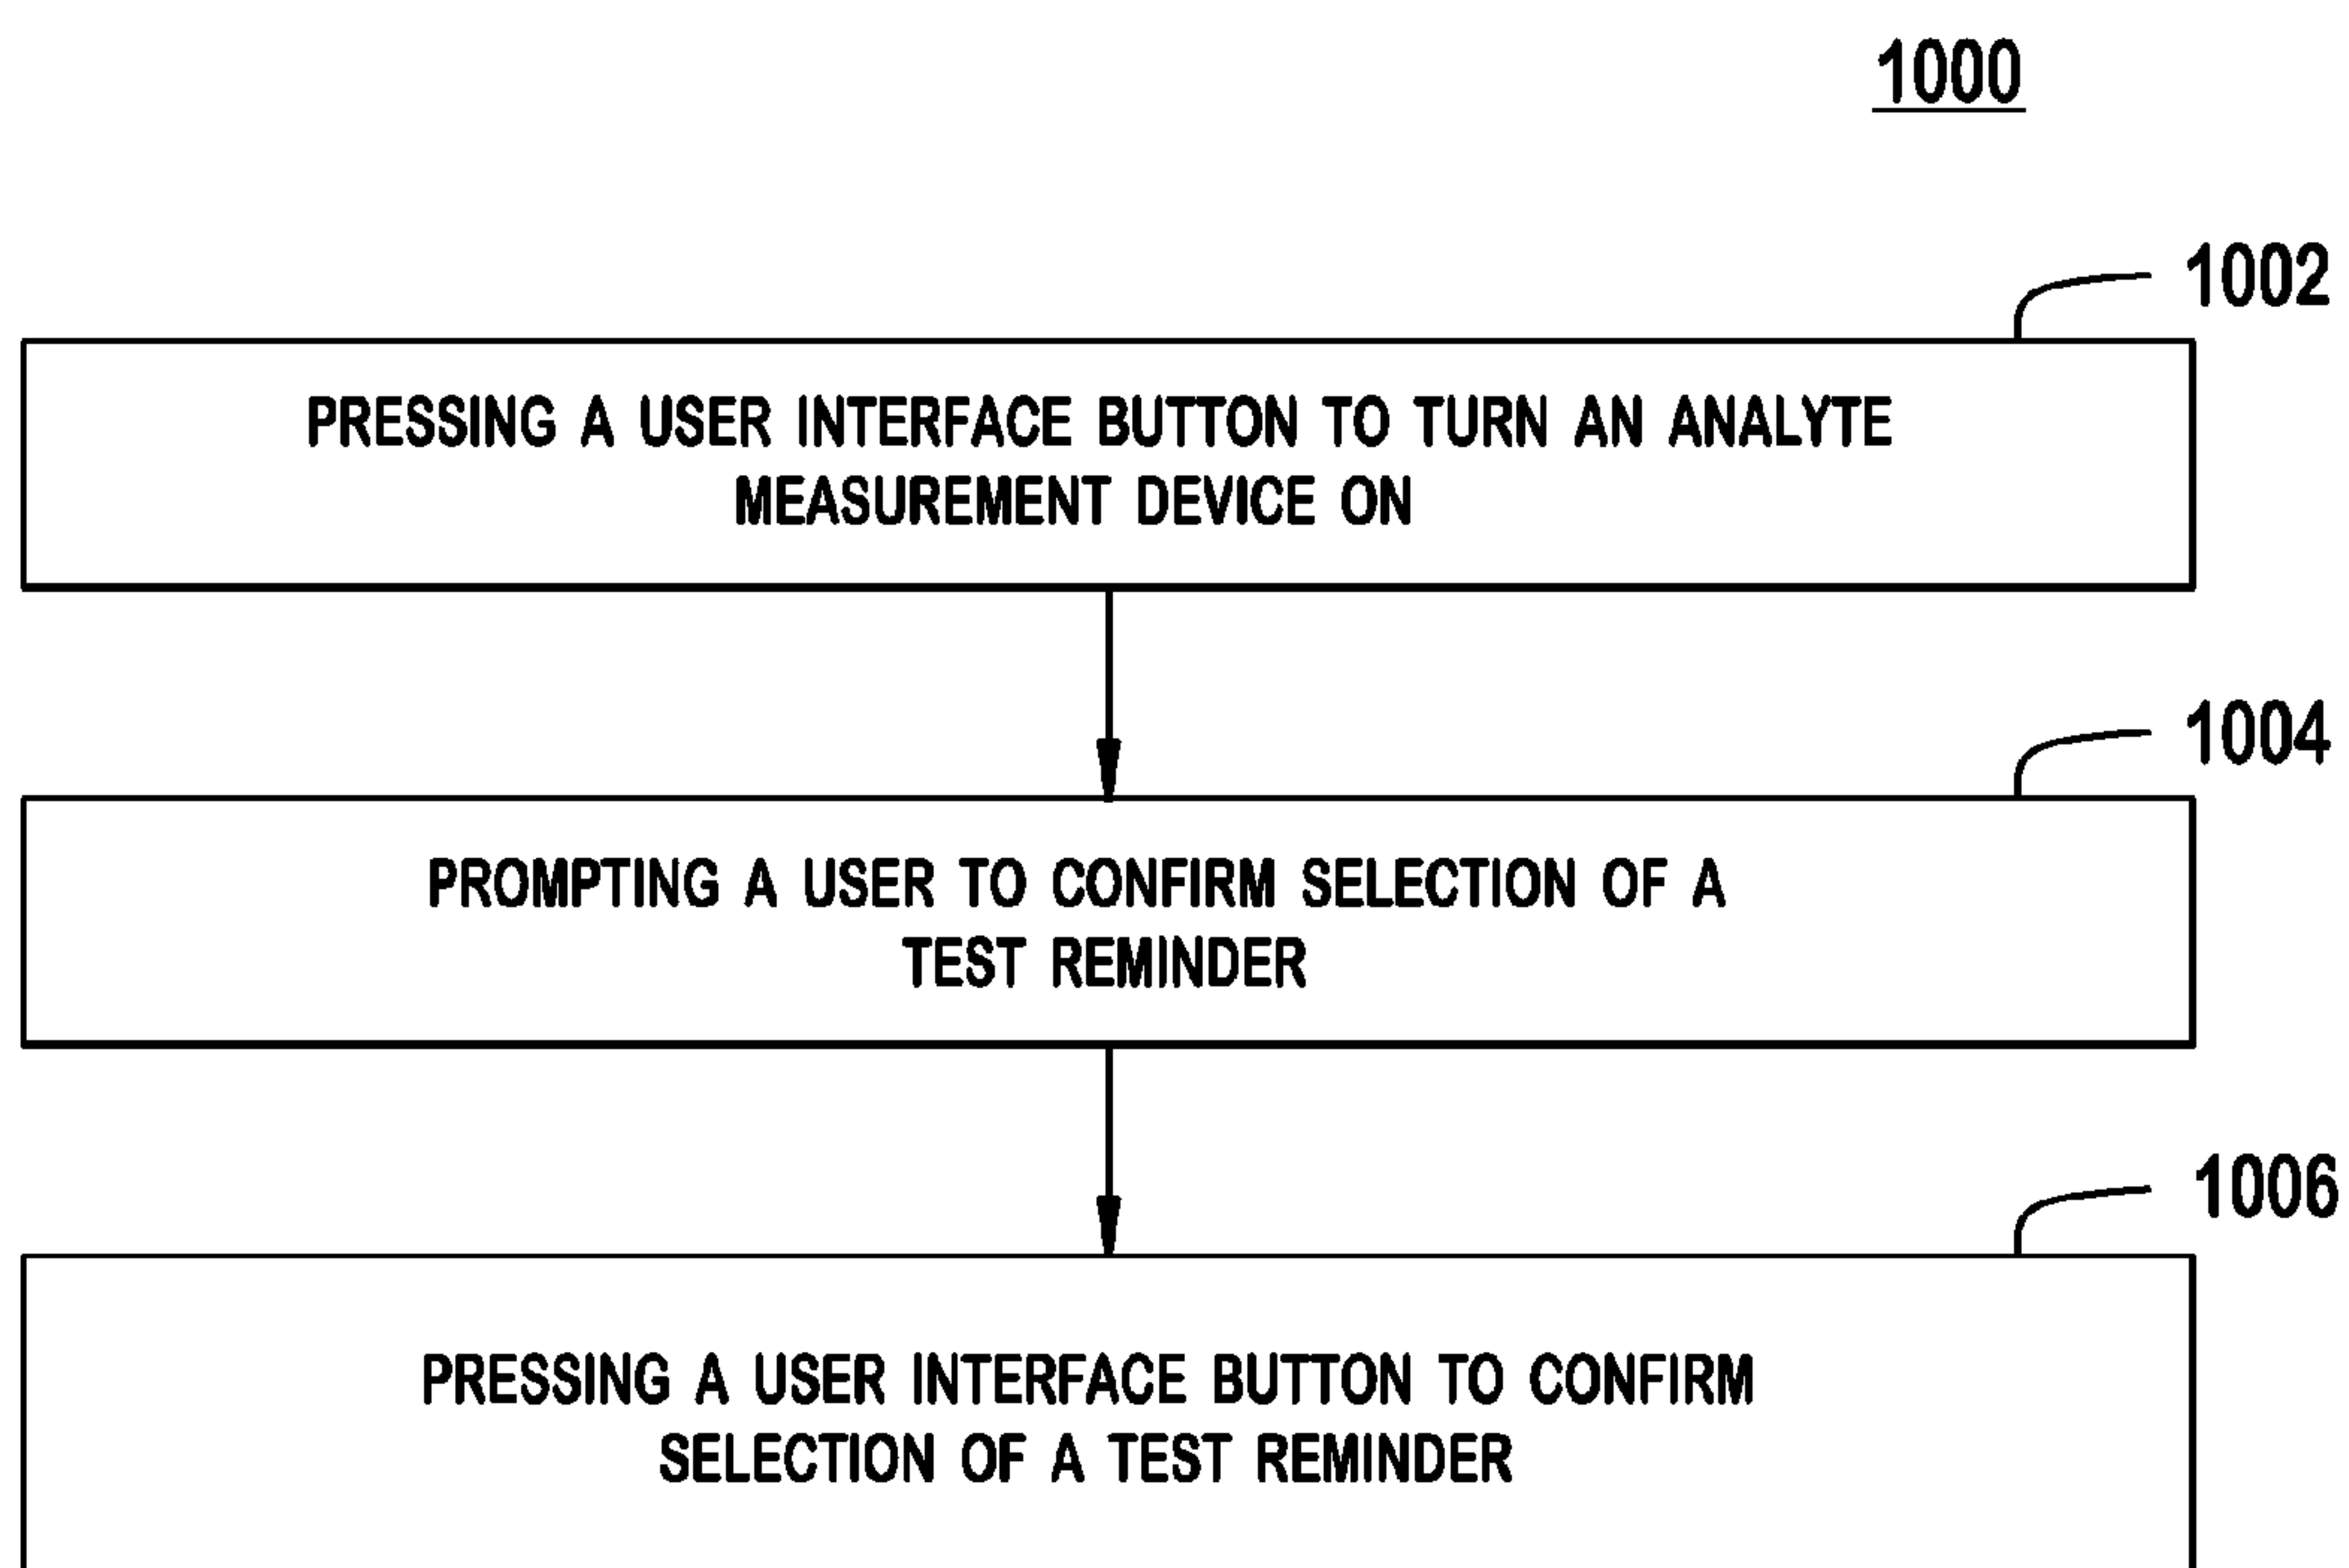 1000
1002
PRESSING A USER INTERFACE BUTTON TO TURN AN ANALYTE
MEASUREMENT DEVICE ON
1004
PROMPTING A USER TO CONFIRM SELECTION OF A
TEST REMINDER
1006
PRESSING A USER INTERFACE BUTTON TO CONFIRM
SELECTION OF A TEST REMINDER